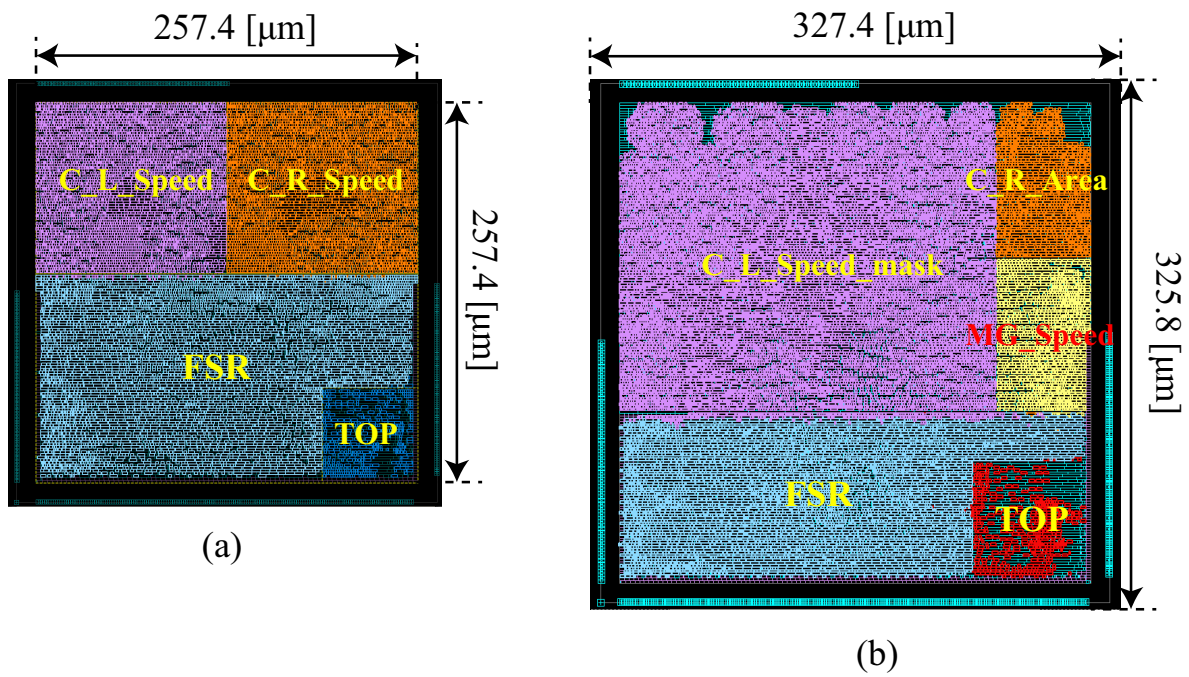 257.4 [μm]
C_L_Speed
C_R_Speed
257.4 [μm]
FSR
TOP
(a)
327.4 [μm]
C_R_Area
C_L_Speed_mask
MG_Speed
325.8 [μm]
FSR
TOP
(b)